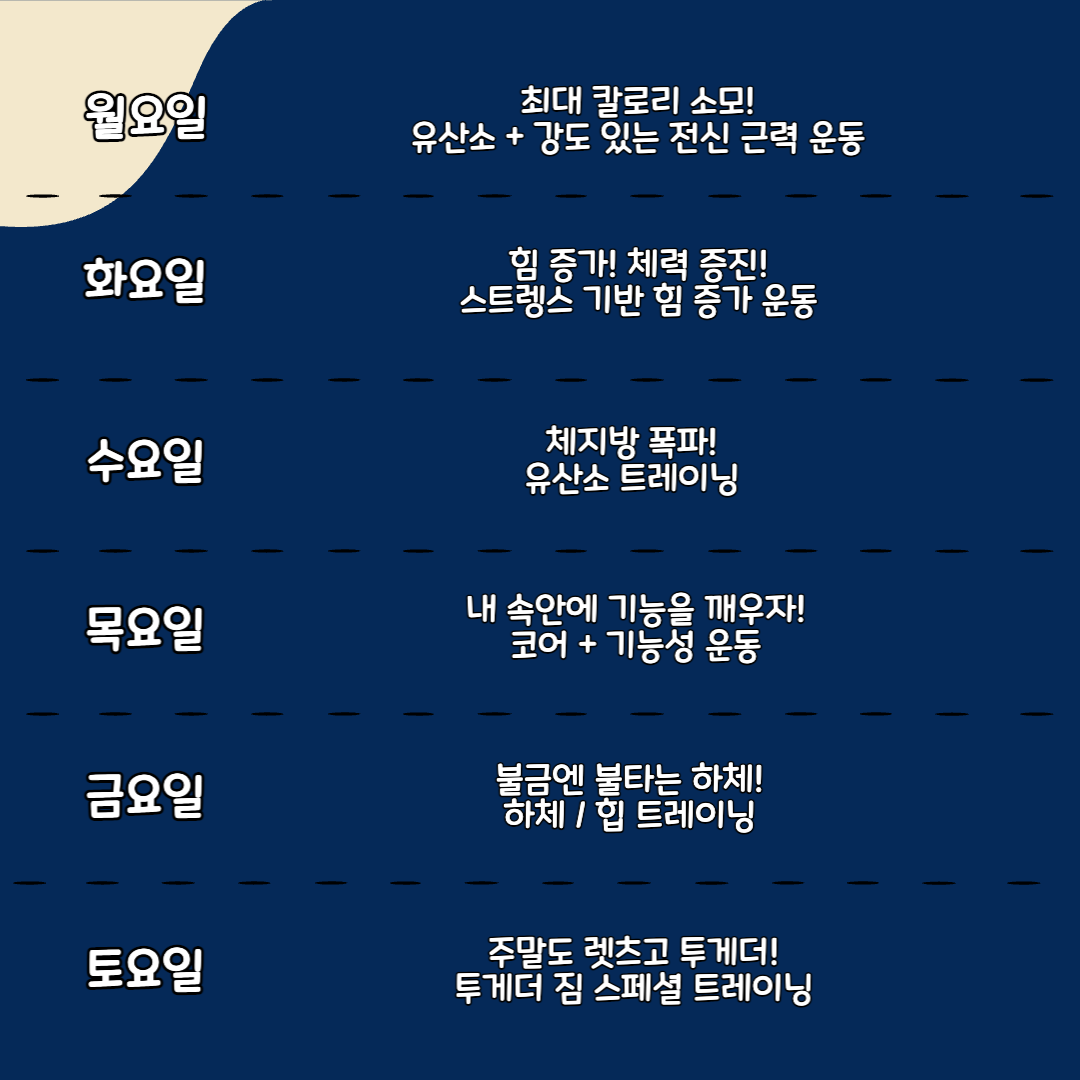 월요일
최대 칼로리 소모!
유산소 + 강도 있는 전신 근력 운동
화요일
힘 증가! 체력 증진!
스트렝스 기반 힘 증가 운동
수요일
체지방 폭파!
유산소 트레이닝
목요일
내 속안에 기능을 깨우자!
코어 + 기능성 운동
금요일
불금엔 불타는 하체!
하체 / 힙 트레이닝
토요일
주말도 렛츠고 투게더!
투게더 짐 스페셜 트레이닝